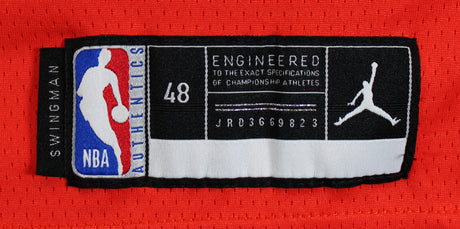 SWINGMAN
NBA
AUTHENTICS
48
ENGINEERED
TO THE EXACT SPECIFICATIONS
OF CHAMPIONSHIP ATHLETES
JRD3669823